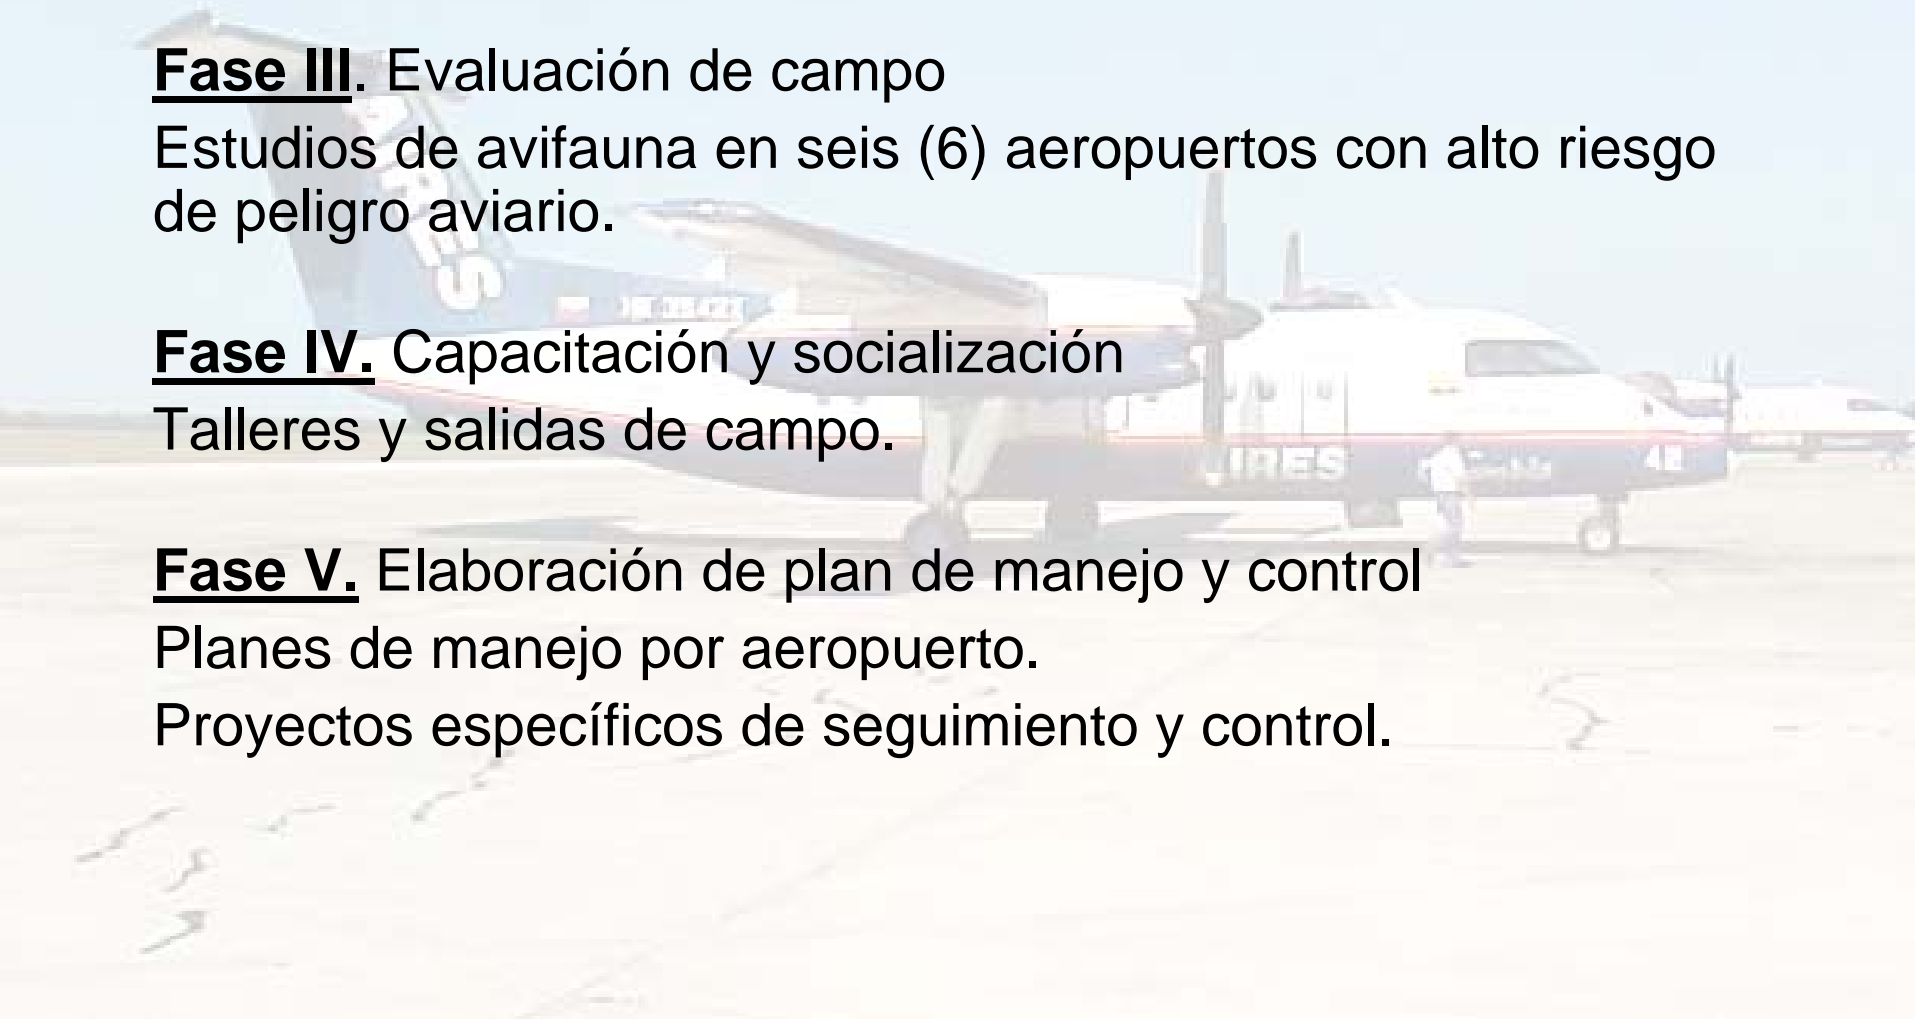 Fase III. Evaluación de campo
Estudios de avifauna en seis (6) aeropuertos con alto riesgo
de peligro aviario.
Fase IV. Capacitación y socialización
Talleres y salidas de campo.
Fase V. Elaboración de plan de manejo y control
Planes de manejo por aeropuerto.
Proyectos específicos de seguimiento y control.
ARES